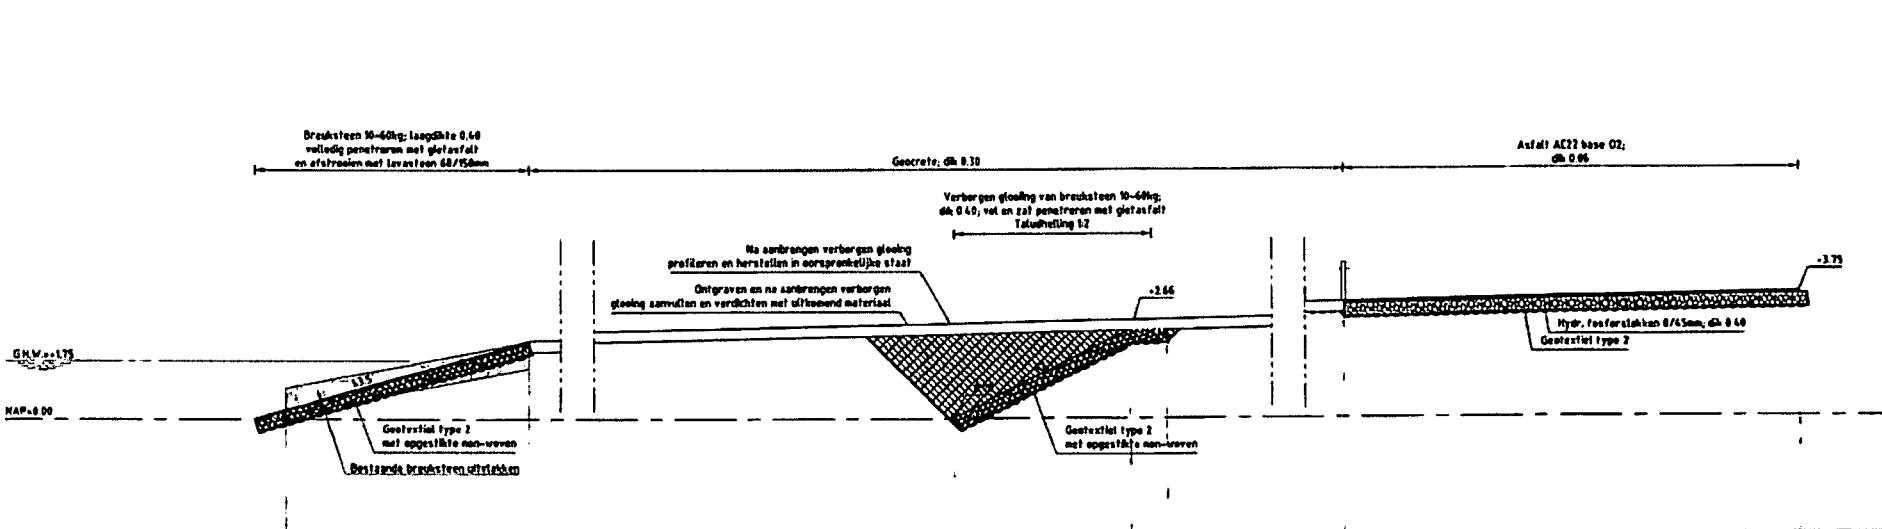 Breuksteen 10-60kg; laagdikte 0,40
volledig penetreren met gietasfalt
en afstrooien met lavasteen 60/150mm
Geocrete; dik 0.30
Asfalt AC22 base O2;
dik 0.06
Verborgen glooiing van breuksteen 10-60kg;
dik 0.40; vol en zat penetreren met gietasfalt
Taludhelling 1:2
Na aanbrengen verborgen glooiing
profileren en herstellen in oorspronkelijke staat
Ontgraven en na aanbrengen verborgen
glooiing aanvullen en verdichten met uitkomend materiaal
+2.66
+3.75
Hydr. fosforslakken 0/45mm; dik 0.40
Geotextiel type 2
G.H.W.=+1.75
1:3.5
NAP=0.00
Geotextiel type 2
met opgestikte non-woven
Bestaande breuksteen uitvlakken
Geotextiel type 2
met opgestikte non-woven